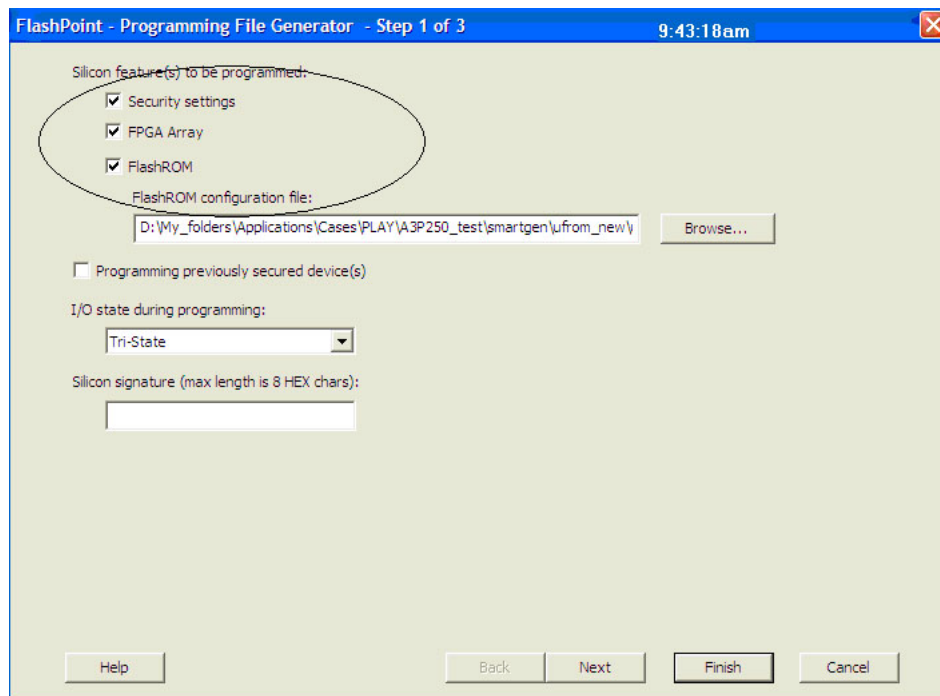 FlashPoint - Programming File Generator - Step 1 of 3 9:43:18am
Silicon feature(s) to be programmed:
Security settings
FPGA Array
FlashROM
FlashROM configuration file:
D:\My_folders\Applications\Cases\PLAY\A3P250_test\smartgen\ufrom_new\ Browse...
Programming previously secured device(s)
I/O state during programming:
Tri-State
Silicon signature (max length is 8 HEX chars):
Help Back Next Finish Cancel